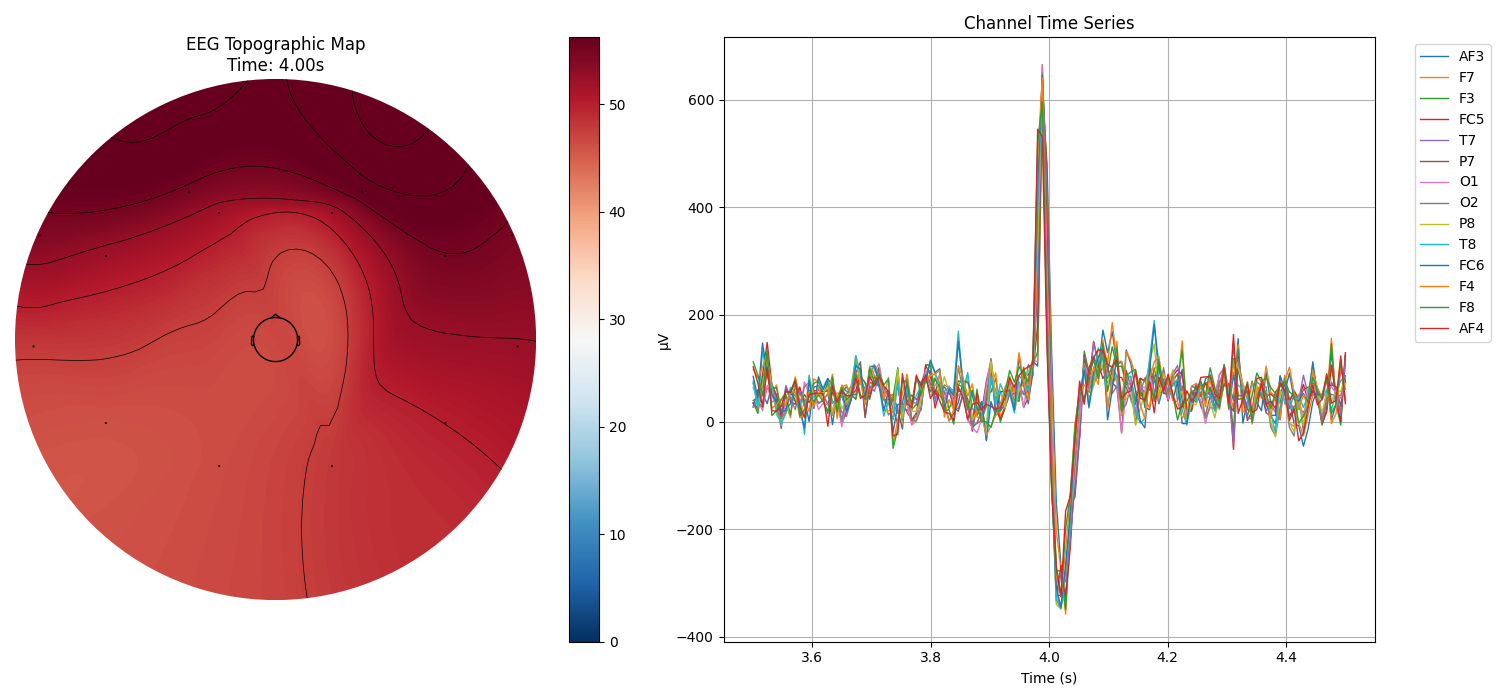 EEG Topographic Map
Time: 4.00s
50
40
30
20
10
0
Channel Time Series
600
400
200
0
−200
−400
µV
3.6 3.8 4.0 4.2 4.4
Time (s)
AF3
F7
F3
FC5
T7
P7
O1
O2
P8
T8
FC6
F4
F8
AF4